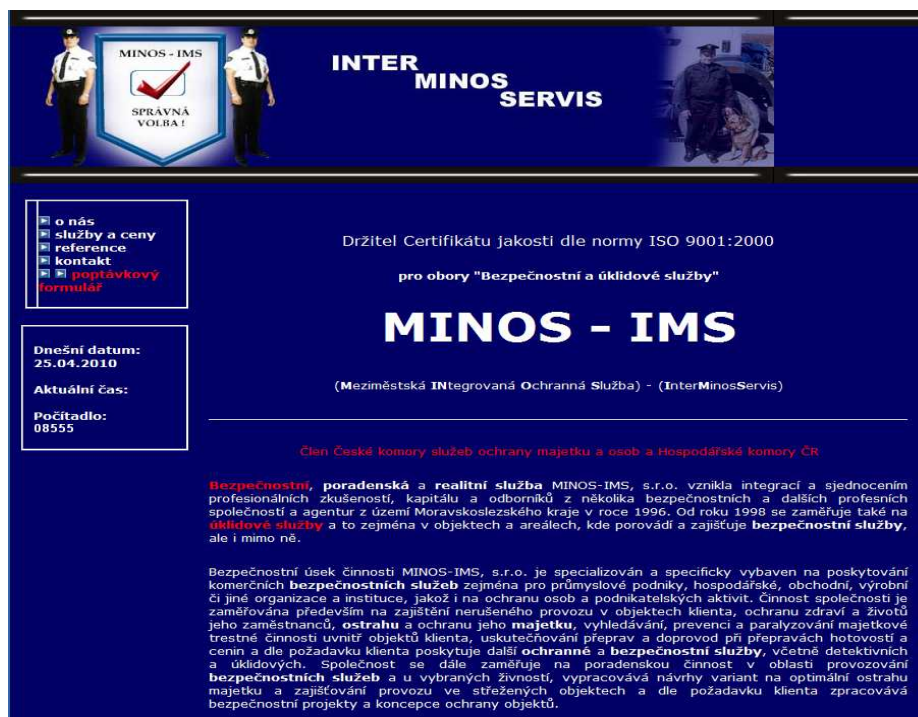 MINOS - IMS
SPRÁVNÁ
VOLBA !
INTER
MINOS
SERVIS
o nás
služby a ceny
reference
kontakt
poptávkový
formulář
Dnešní datum:
25.04.2010
Aktuální čas:
Počítadlo:
08555
Držitel Certifikátu jakosti dle normy ISO 9001:2000
pro obory "Bezpečnostní a úklidové služby"
MINOS - IMS
(Meziměstská INtegrovaná Ochranná Služba) - (InterMinosServis)
Člen České komory služeb ochrany majetku a osob a Hospodářské komory ČR
Bezpečnostní, poradenská a realitní služba MINOS-IMS, s.r.o. vznikla integrací a sjednocením
profesionálních zkušeností, kapitálu a odborníků z několika bezpečnostních a dalších profesních
společností a agentur z území Moravskoslezského kraje v roce 1996. Od roku 1998 se zaměřuje také na
úklidové služby a to zejména v objektech a areálech, kde porovádí a zajišťuje bezpečnostní služby,
ale i mimo ně.
Bezpečnostní úsek činnosti MINOS-IMS, s.r.o. je specializován a specificky vybaven na poskytování
komerčních bezpečnostních služeb zejména pro průmyslové podniky, hospodářské, obchodní, výrobní
či jiné organizace a instituce, jakož i na ochranu osob a podnikatelských aktivit. Činnost společnosti je
zaměřována především na zajištění nerušeného provozu v objektech klienta, ochranu zdraví a životů
jeho zaměstnanců, ostrahu a ochranu jeho majetku, vyhledávání, prevenci a paralyzování majetkové
trestné činnosti uvnitř objektů klienta, uskutečňování přeprav a doprovod při přepravách hotovostí a
cenin a dle požadavku klienta poskytuje další ochranné a bezpečnostní služby, včetně detektivních
a úklidových. Společnost se dále zaměřuje na poradenskou činnost v oblasti provozování
bezpečnostních služeb a u vybraných živností, vypracovává návrhy variant na optimální ostrahu
majetku a zajišťování provozu ve střežených objektech a dle požadavku klienta zpracovává
bezpečnostní projekty a koncepce ochrany objektů.